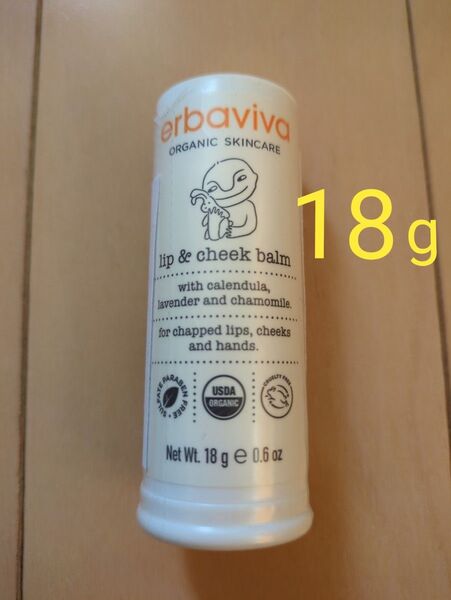 erbaviva
ORGANIC SKINCARE
18g
lip & cheek balm
with calendula,
lavender and chamomile.
for chapped lips, cheeks
and hands.
SULFATE PARABEN FREE
USDA
ORGANIC
CRUELTY FREE
Net Wt. 18 g ℮ 0.6 oz